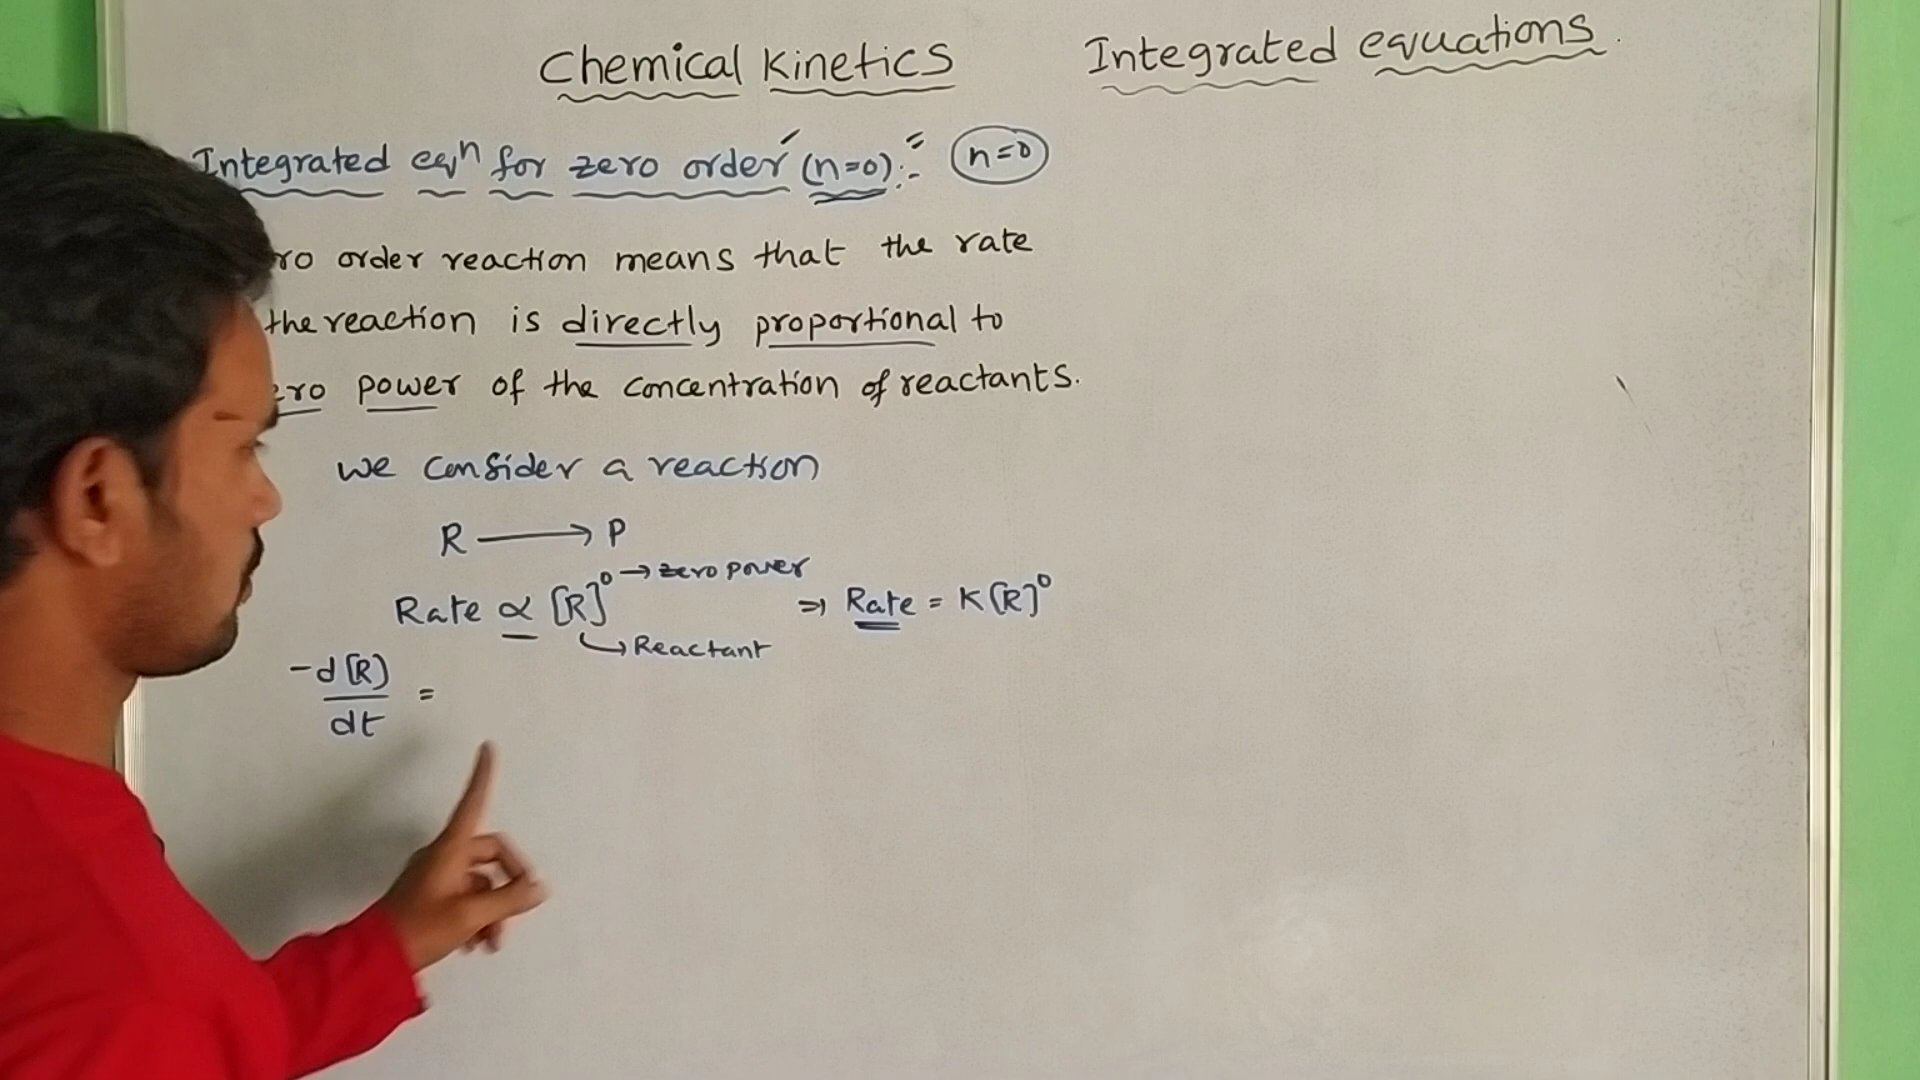 Chemical Kinetics
Integrated equations.
Integrated eqⁿ for zero order (n=0):- n=0
ro order reaction means that the rate
the reaction is directly proportional to
ro power of the concentration of reactants.
we consider a reaction
R ⟶ P
Rate ∝ [R]⁰ → zero power ⇒ Rate = K[R]⁰
↳ Reactant
-d[R]/dt =